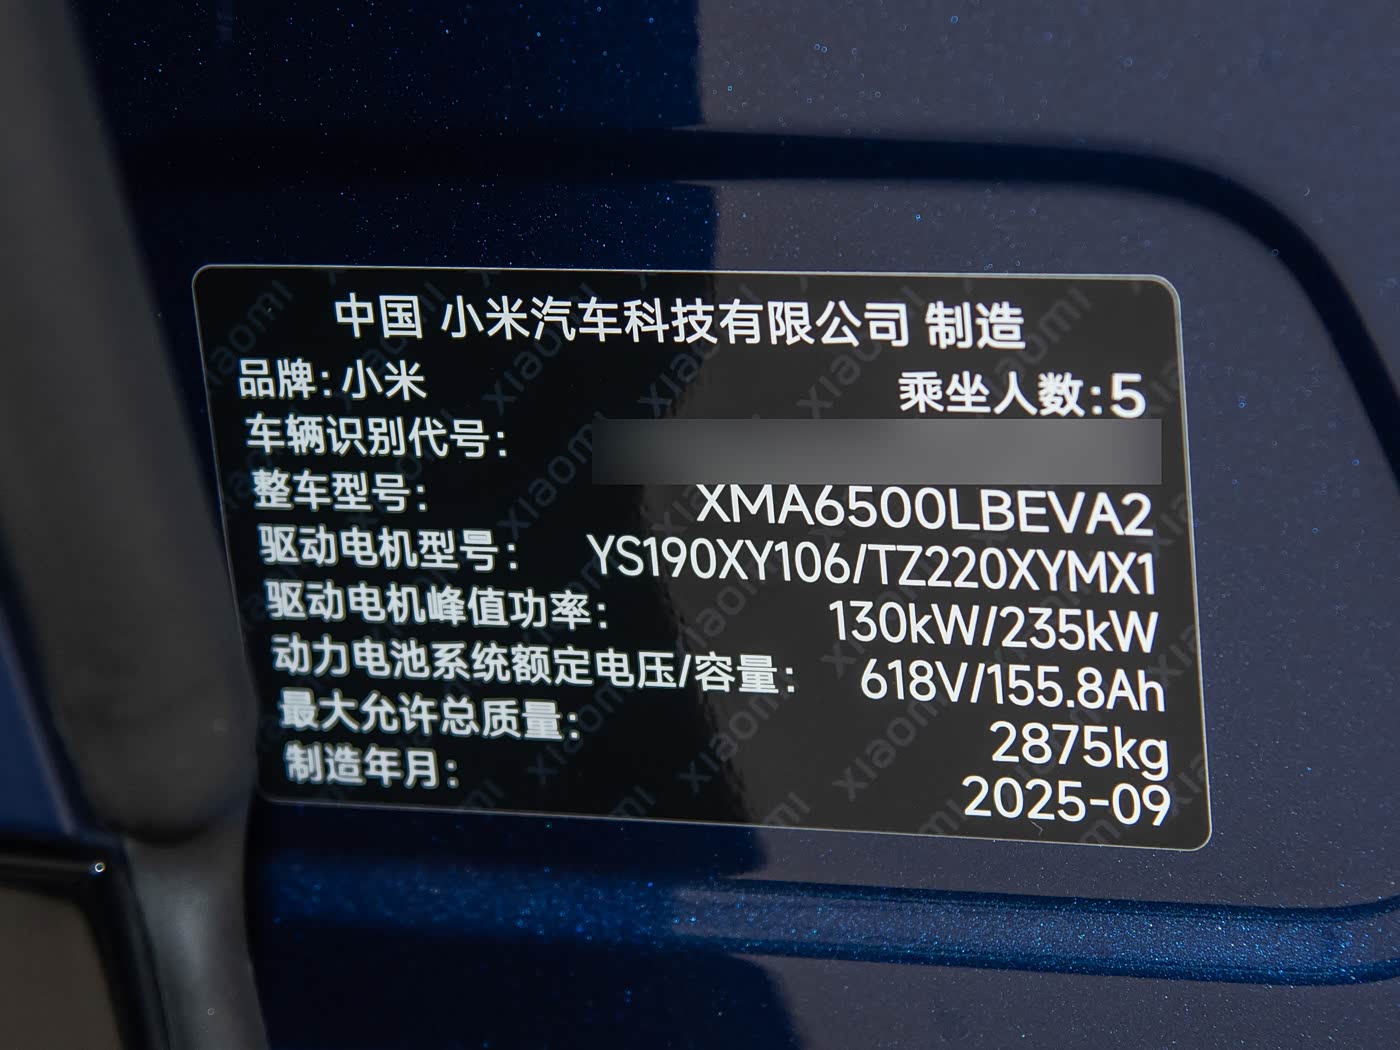 中国 小米汽车科技有限公司 制造
品牌:小米 乘坐人数:5
车辆识别代号:
整车型号: XMA6500LBEVA2
驱动电机型号: YS190XY106/TZ220XYMX1
驱动电机峰值功率: 130kW/235kW
动力电池系统额定电压/容量: 618V/155.8Ah
最大允许总质量: 2875kg
制造年月: 2025-09